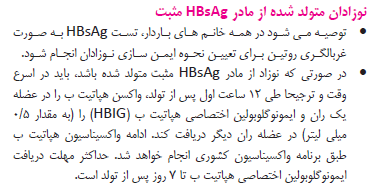 نوزادان متولد شده از مادر HBsAg مثبت
• توصیه می شود در همه خانم های باردار، تست HBsAg به صورت
غربالگری روتین برای تعیین نحوه ایمن سازی نوزادان انجام شود.
• در صورتی که نوزاد از مادر HBsAg مثبت متولد شده باشد، باید در اسرع
وقت و ترجیحا طی ۱۲ ساعت اول پس از تولد، واکسن هپاتیت ب را در عضله
یک ران و ایمونوگلوبولین اختصاصی هپاتیت ب (HBIG) را (به مقدار ۰/۵
میلی لیتر) در عضله ران دیگر دریافت کند. ادامه واکسیناسیون هپاتیت ب
طبق برنامه واکسیناسیون کشوری انجام خواهد شد. حداکثر مهلت دریافت
ایمونوگلوبولین اختصاصی هپاتیت ب تا ۷ روز پس از تولد است.